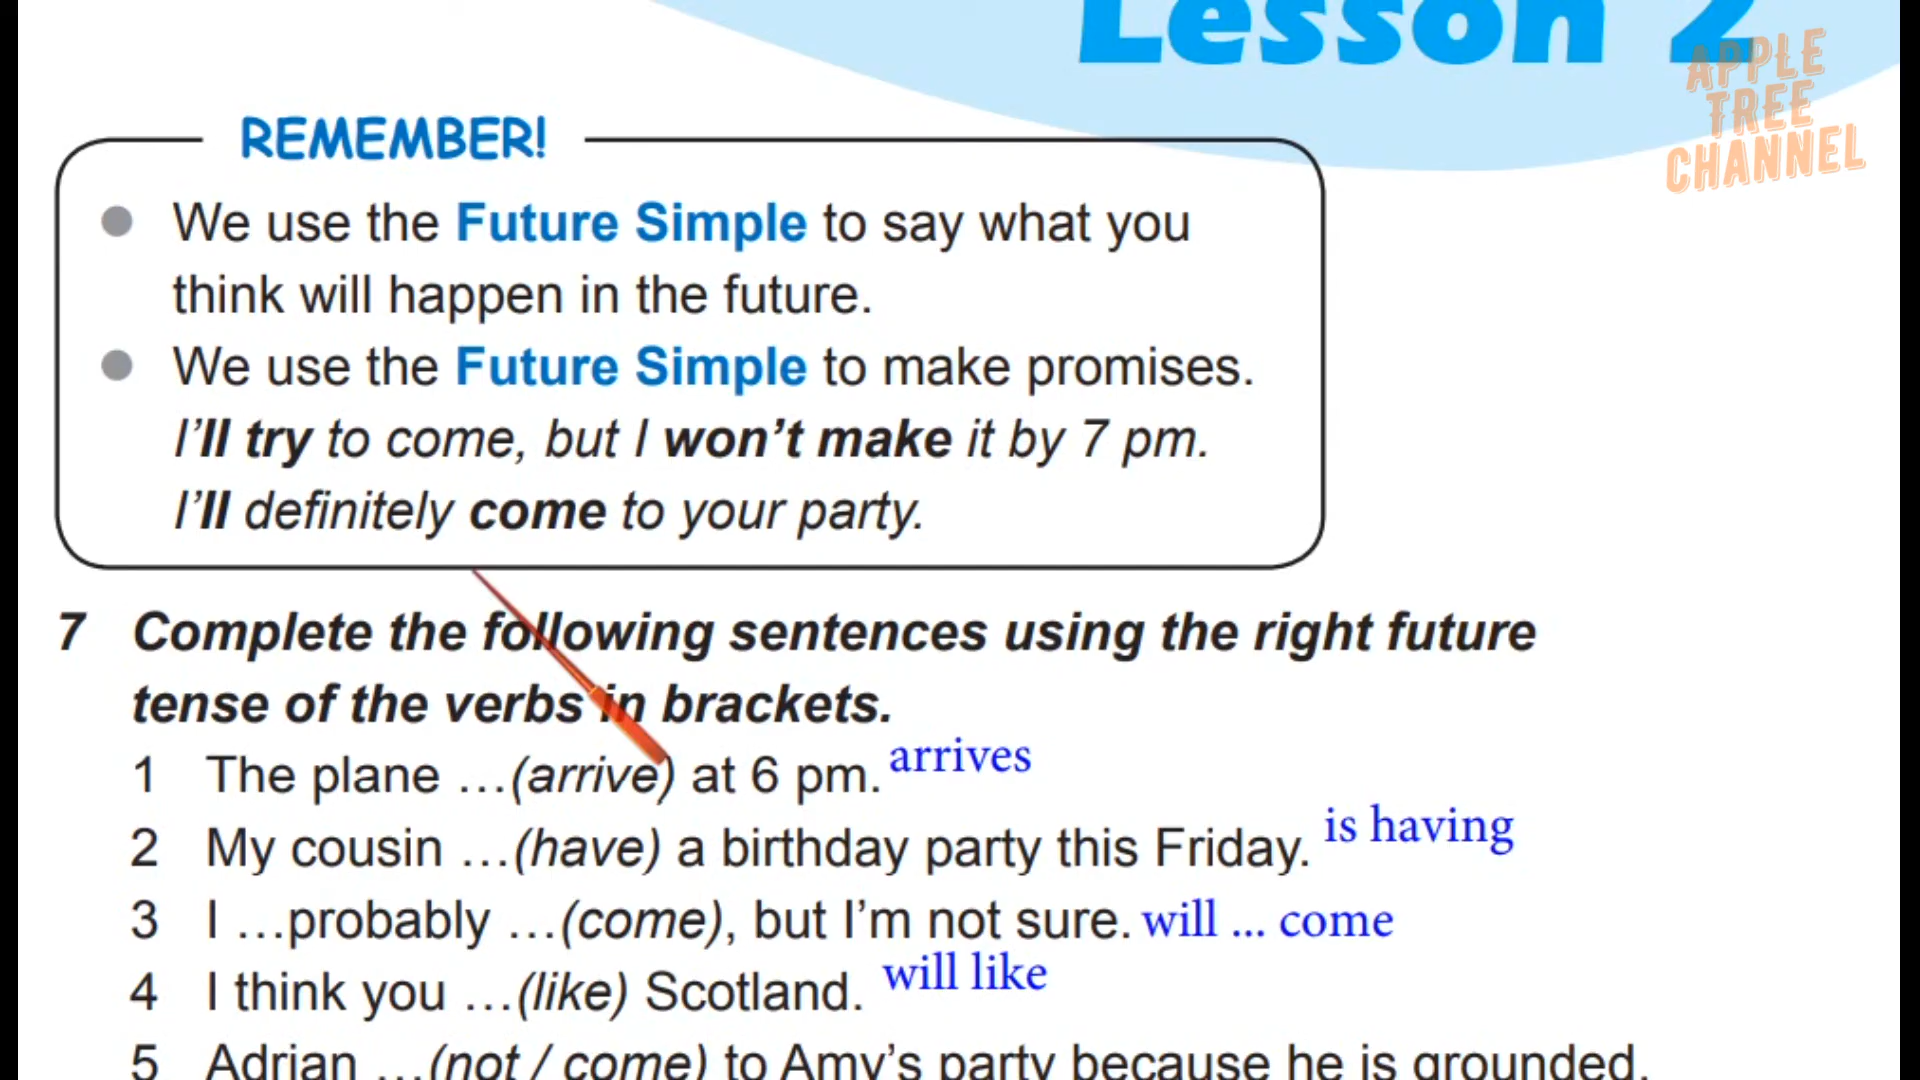 Lesson 2
APPLE
TREE
CHANNEL
REMEMBER!
We use the Future Simple to say what you
think will happen in the future.
We use the Future Simple to make promises.
I'll try to come, but I won't make it by 7 pm.
I'll definitely come to your party.
7 Complete the following sentences using the right future
tense of the verbs in brackets.
1 The plane …(arrive) at 6 pm. arrives
2 My cousin …(have) a birthday party this Friday. is having
3 I …probably …(come), but I'm not sure. will ... come
4 I think you …(like) Scotland. will like
5 Adrian …(not / come) to Amy's party because he is grounded.